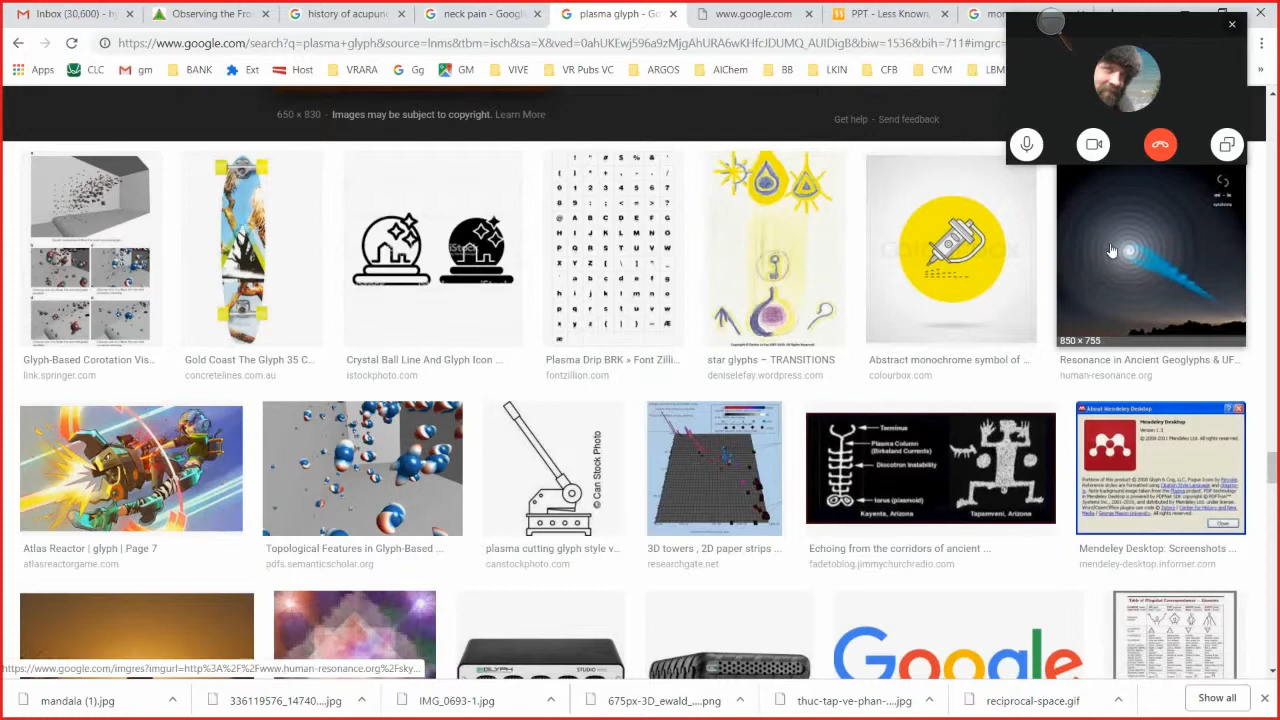 Inbox (30,600) - b
Observing the Fro
history of acupunc
neck pain - Googl
plasma glyph - Go
www.google.com
PPT - Less Known,
mor
https://www.google.com/search?q=plasma+glyph&source=lnms&tbm=isch&sa=X&ved=0ahUKEwj596a9zMjgAhURA6wKHfcJDUMQ_AUIDigB&biw=1536&bih=711#imgrc=
Apps CLC gm BANK Ext Host VRARA Gg GM VIVE VR Pubs VC ARGOS AIChem BB LKIN CFB CYM LBM »
650 × 830 - Images may be subject to copyright. Learn More
Get help - Send feedback
iStock
850 × 755
Glyph-Based Corotation Vis...
link.springer.com
Gold Coast The Glyph 35 C...
concretelines.com.au
Crystal Ball Line And Glyph Icon ...
istockphoto.com
Plasma Drip BRK » Font Zilli...
fontzillion.com
star glyphs – TRANSITIONS
deniselefay.wordpress.com
Abstract monochrome symbol of ...
colourbox.com
Resonance in Ancient Geoglyphs & UF...
human-resonance.org
© Can Stock Photo
Terminus
Plasma Column
(Birkeland Currents)
Diocotron Instability
torus (plasmoid)
Kayenta, Arizona
Tapamveni, Arizona
About Mendeley Desktop
Mendeley Desktop
Close
Atlas Reactor | glyph | Page 7
atlasreactorgame.com
Topological Features in Glyph-Based ...
pdfs.semanticscholar.org
plasma cutting glyph style v...
canstockphoto.com
3D towers , 2D paper strips ...
researchgate.net
Echoing from the corridors of ancient ...
fadetoblog.jimmychurchradio.com
Mendeley Desktop: Screenshots ...
mendeley-desktop.informer.com
GLYPH
STUDIO
Google
https://www.google.com/imgres?imgurl=http%3A%2F%2Fwww.human-resonance.org%2Fsky...
mandala (1).jpg
336119576_14740....jpg
IMG_0693-1.jpg
675px-3D_ewald_....png
thuc-tap-ve-phan-....jpg
reciprocal-space.gif
Show all